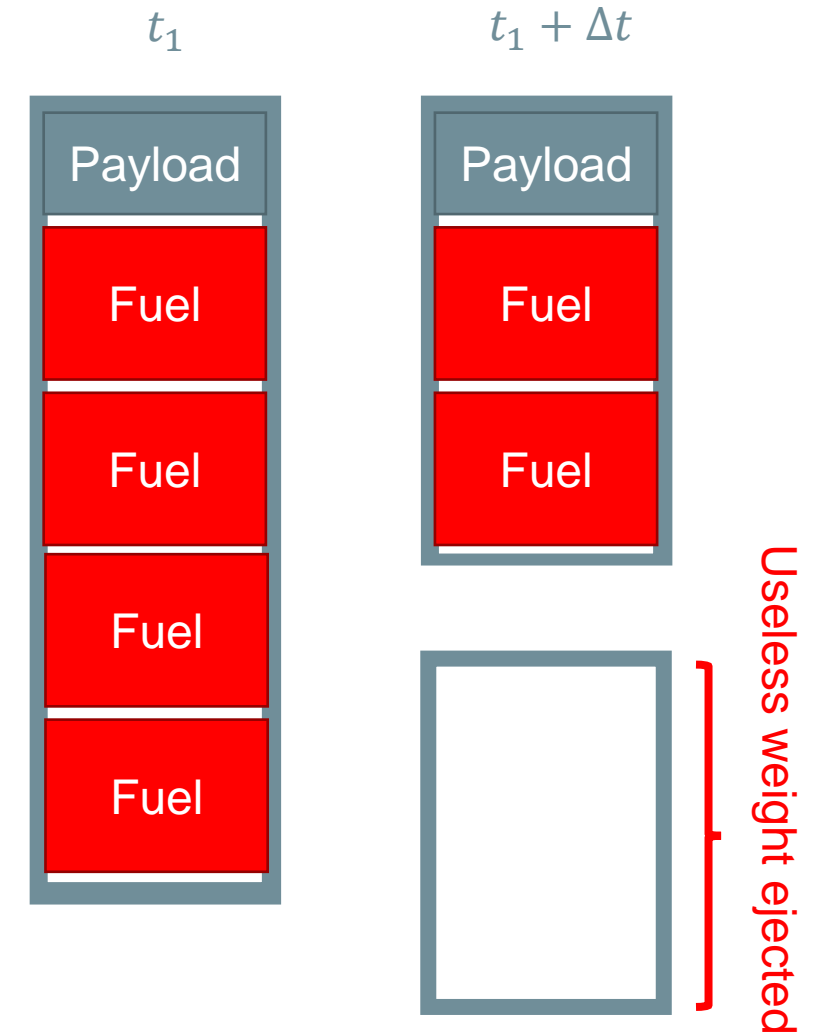 t₁
Payload
Fuel
Fuel
Fuel
Fuel
t₁ + Δt
Payload
Fuel
Fuel
Useless weight ejected